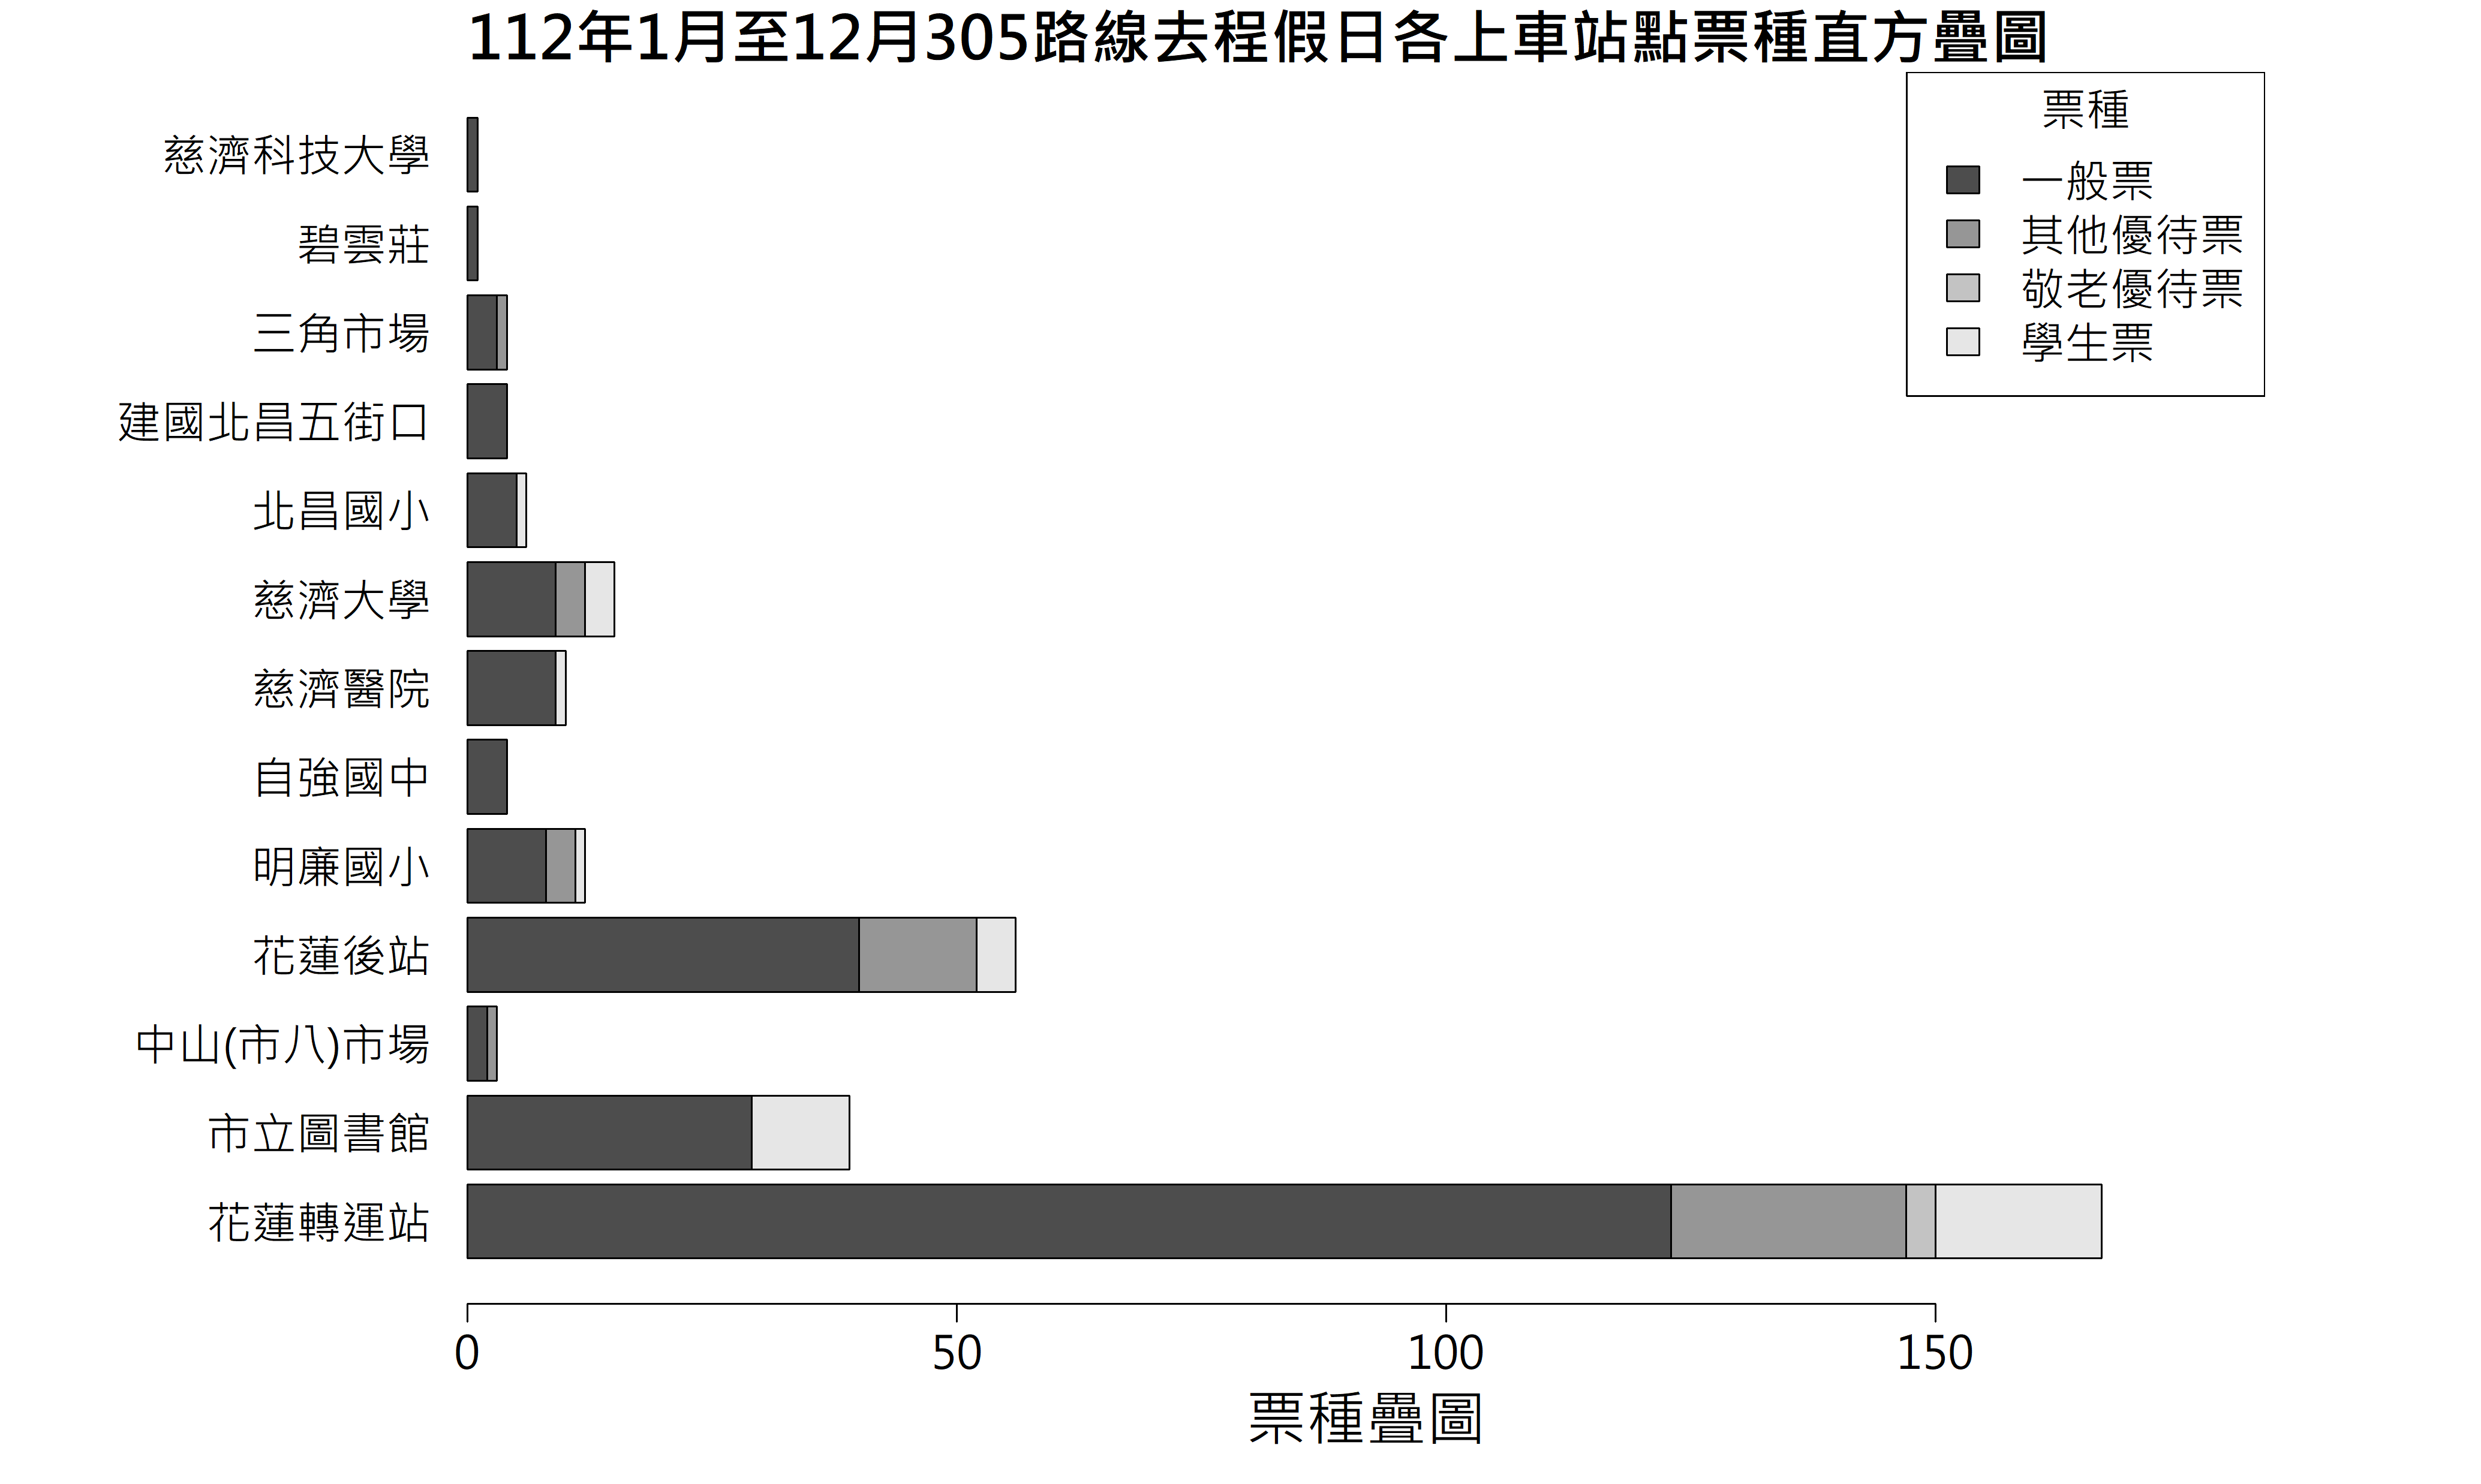 112年1月至12月305路線去程假日各上車站點票種直方疊圖
票種
一般票
其他優待票
敬老優待票
學生票
慈濟科技大學
碧雲莊
三角市場
建國北昌五街口
北昌國小
慈濟大學
慈濟醫院
自強國中
明廉國小
花蓮後站
中山(市八)市場
市立圖書館
花蓮轉運站
0 50 100 150
票種疊圖